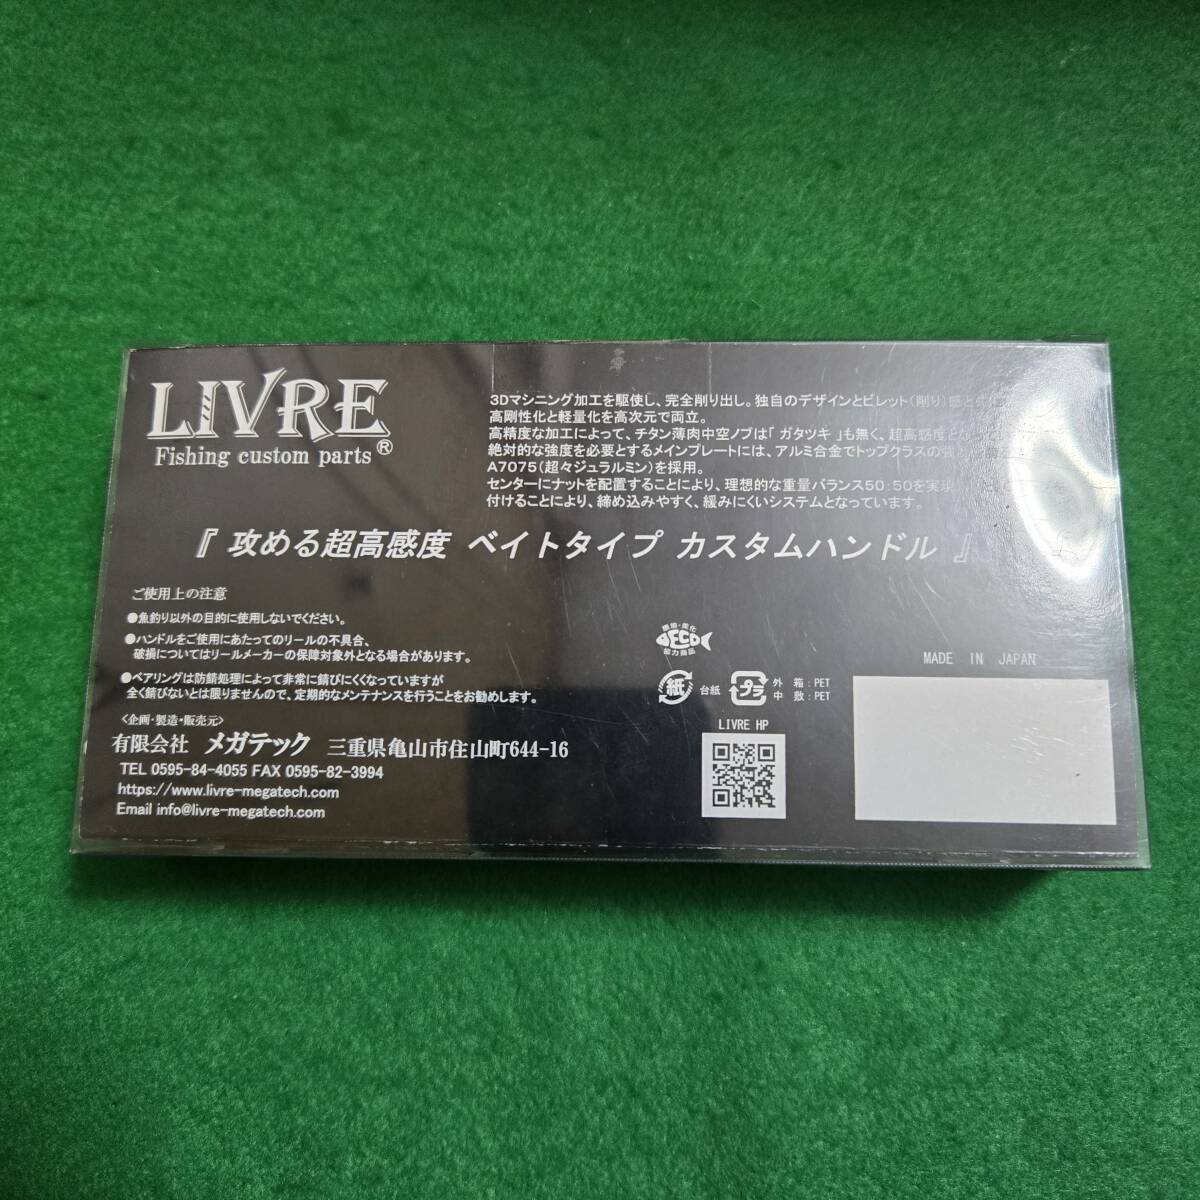 LIVRE®
Fishing custom parts
3Dマシニング加工を駆使し、完全削り出し。独自のデザインとビレット(削り)感と
高剛性化と軽量化を高次元で両立。
高精度な加工によって、チタン薄肉中空ノブは「 ガタツキ 」も無く、超高感度
絶対的な強度を必要とするメインプレートには、アルミ合金でトップクラスの
A7075(超々ジュラルミン)を採用。
センターにナットを配置することにより、理想的な重量バランス50:50を実現
付けることにより、締め込みやすく、緩みにくいシステムとなっています。
『 攻める超高感度 ベイトタイプ カスタムハンドル 』
ご使用上の注意
●魚釣り以外の目的に使用しないでください。
●ハンドルをご使用にあたってのリールの不具合、
破損についてはリールメーカーの保障対象外となる場合があります。
●ベアリングは防錆処理によって非常に錆びにくくなっていますが
全く錆びないとは限りませんので、定期的なメンテナンスを行うことをお勧めします。
<企画・製造・販売元>
有限会社 メガテック 三重県亀山市住山町644-16
TEL 0595-84-4055 FAX 0595-82-3994
https://www.livre-megatech.com
Email info@livre-megatech.com
ECO
協力商品
紙 台紙
プラ 外 箱:PET
中 敷:PET
LIVRE HP
MADE IN JAPAN